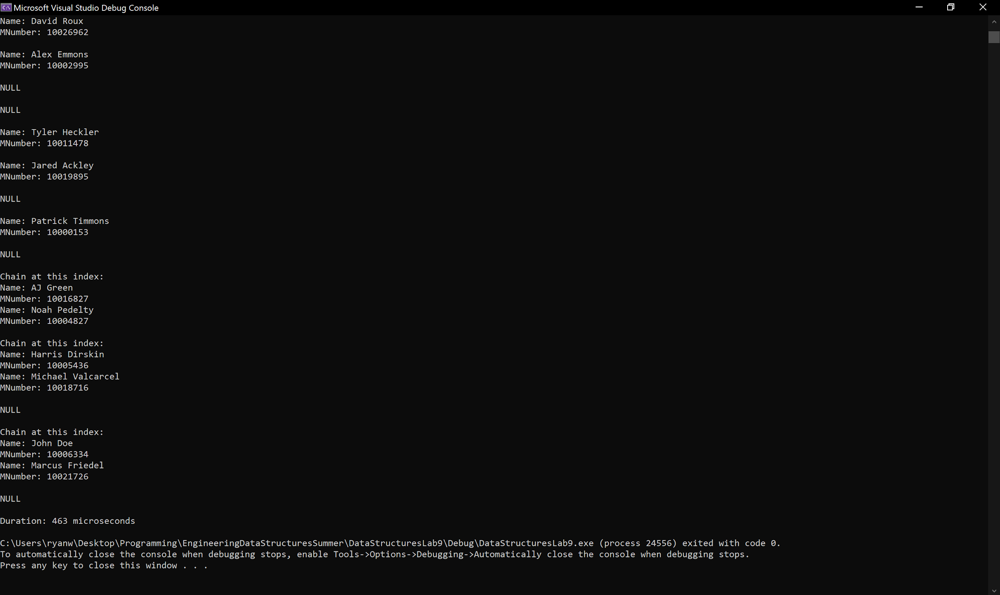 Microsoft Visual Studio Debug Console
Name: David Roux
MNumber: 10026962
Name: Alex Emmons
MNumber: 10002995
NULL
NULL
Name: Tyler Heckler
MNumber: 10011478
Name: Jared Ackley
MNumber: 10019895
NULL
Name: Patrick Timmons
MNumber: 10000153
NULL
Chain at this index:
Name: AJ Green
MNumber: 10016827
Name: Noah Pedelty
MNumber: 10004827
Chain at this index:
Name: Harris Dirskin
MNumber: 10005436
Name: Michael Valcarcel
MNumber: 10018716
NULL
Chain at this index:
Name: John Doe
MNumber: 10006334
Name: Marcus Friedel
MNumber: 10021726
NULL
Duration: 463 microseconds
C:\Users\ryanw\Desktop\Programming\EngineeringDataStructuresSummer\DataStructuresLab9\Debug\DataStructuresLab9.exe (process 24556) exited with code 0.
To automatically close the console when debugging stops, enable Tools->Options->Debugging->Automatically close the console when debugging stops.
Press any key to close this window . . .